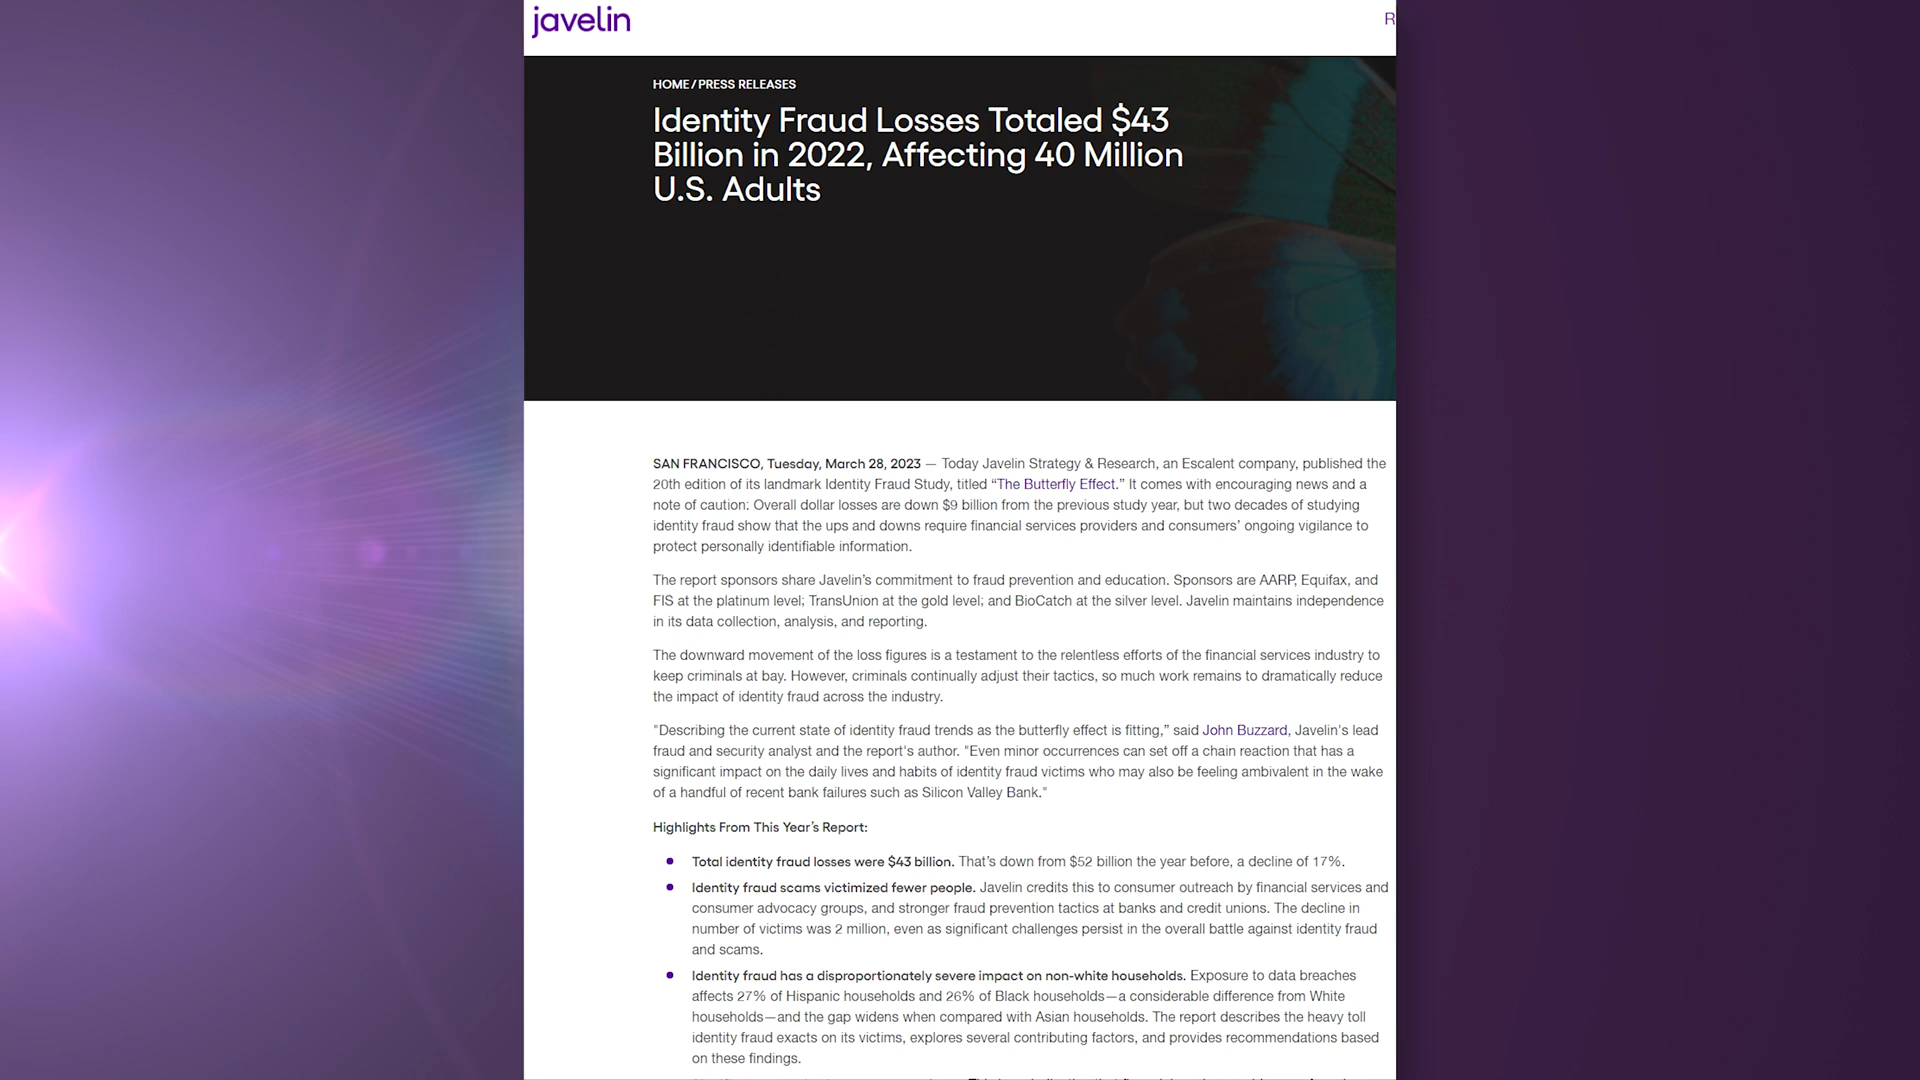 javelin
R
HOME / PRESS RELEASES
Identity Fraud Losses Totaled $43
Billion in 2022, Affecting 40 Million
U.S. Adults
SAN FRANCISCO, Tuesday, March 28, 2023 — Today Javelin Strategy & Research, an Escalent company, published the
20th edition of its landmark Identity Fraud Study, titled “The Butterfly Effect.” It comes with encouraging news and a
note of caution: Overall dollar losses are down $9 billion from the previous study year, but two decades of studying
identity fraud show that the ups and downs require financial services providers and consumers’ ongoing vigilance to
protect personally identifiable information.
The report sponsors share Javelin’s commitment to fraud prevention and education. Sponsors are AARP, Equifax, and
FIS at the platinum level; TransUnion at the gold level; and BioCatch at the silver level. Javelin maintains independence
in its data collection, analysis, and reporting.
The downward movement of the loss figures is a testament to the relentless efforts of the financial services industry to
keep criminals at bay. However, criminals continually adjust their tactics, so much work remains to dramatically reduce
the impact of identity fraud across the industry.
"Describing the current state of identity fraud trends as the butterfly effect is fitting,” said John Buzzard, Javelin's lead
fraud and security analyst and the report's author. "Even minor occurrences can set off a chain reaction that has a
significant impact on the daily lives and habits of identity fraud victims who may also be feeling ambivalent in the wake
of a handful of recent bank failures such as Silicon Valley Bank."
Highlights From This Year’s Report:
• Total identity fraud losses were $43 billion. That’s down from $52 billion the year before, a decline of 17%.
• Identity fraud scams victimized fewer people. Javelin credits this to consumer outreach by financial services and
consumer advocacy groups, and stronger fraud prevention tactics at banks and credit unions. The decline in
number of victims was 2 million, even as significant challenges persist in the overall battle against identity fraud
and scams.
• Identity fraud has a disproportionately severe impact on non-white households. Exposure to data breaches
affects 27% of Hispanic households and 26% of Black households—a considerable difference from White
households—and the gap widens when compared with Asian households. The report describes the heavy toll
identity fraud exacts on its victims, explores several contributing factors, and provides recommendations based
on these findings.